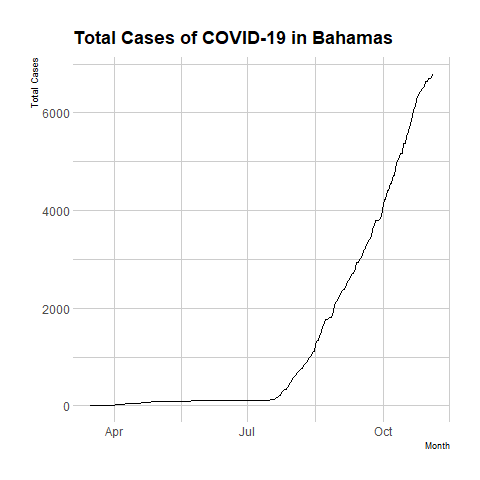 Total Cases of COVID-19 in Bahamas
Total Cases
6000
4000
2000
0
Apr Jul Oct
Month